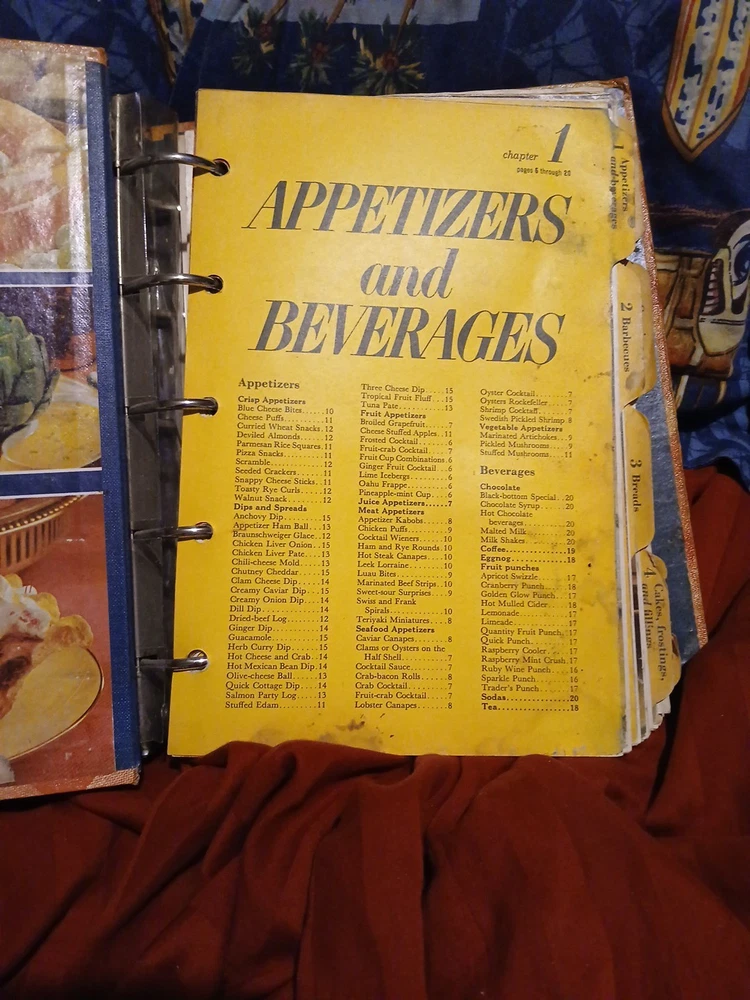 chapter 1
pages 6 through 20
APPETIZERS
and
BEVERAGES
Appetizers
Crisp Appetizers
Blue Cheese Bites......10
Cheese Puffs..........11
Curried Wheat Snacks.12
Deviled Almonds......12
Parmesan Rice Squares.11
Pizza Snacks..........11
Scramble..............12
Seeded Crackers.......11
Snappy Cheese Sticks..11
Toasty Rye Curls......12
Walnut Snack..........12
Dips and Spreads
Anchovy Dip..........15
Appetizer Ham Ball...13
Braunschweiger Glace..12
Chicken Liver Onion..15
Chicken Liver Pate....13
Chili-cheese Mold.....13
Chutney Cheddar......15
Clam Cheese Dip......14
Creamy Caviar Dip....15
Creamy Onion Dip....14
Dill Dip..............14
Dried-beef Log.......12
Ginger Dip...........14
Guacamole...........15
Herb Curry Dip......15
Hot Cheese and Crab..14
Hot Mexican Bean Dip.14
Olive-cheese Ball......13
Quick Cottage Dip....14
Salmon Party Log.....13
Stuffed Edam.........11
Three Cheese Dip.....15
Tropical Fruit Fluff...15
Tuna Pate............13
Fruit Appetizers
Broiled Grapefruit.....7
Cheese Stuffed Apples..11
Frosted Cocktail.......6
Fruit-crab Cocktail.....7
Fruit Cup Combinations.6
Ginger Fruit Cocktail...6
Lime Icebergs.........6
Oahu Frappe..........6
Pineapple-mint Cup....6
Juice Appetizers.......7
Meat Appetizers
Appetizer Kabobs......8
Chicken Puffs.........9
Cocktail Wieners.....10
Ham and Rye Rounds.10
Hot Steak Canapes....10
Leek Lorraine........10
Luau Bites............9
Marinated Beef Strips..10
Sweet-sour Surprises....9
Swiss and Frank
Spirals.............10
Teriyaki Miniatures.....8
Seafood Appetizers
Caviar Canapes........8
Clams or Oysters on the
Half Shell............7
Cocktail Sauce.........7
Crab-bacon Rolls......8
Crab Cocktail.........7
Fruit-crab Cocktail.....7
Lobster Canapes.......8
Oyster Cocktail........7
Oysters Rockefeller....7
Shrimp Cocktail.......7
Swedish Pickled Shrimp.8
Vegetable Appetizers
Marinated Artichokes...9
Pickled Mushrooms....9
Stuffed Mushrooms....11
Beverages
Chocolate
Black-bottom Special..20
Chocolate Syrup......20
Hot Chocolate
beverages..........20
Malted Milk..........20
Milk Shakes..........20
Coffee................19
Eggnog...............18
Fruit punches
Apricot Swizzle.......17
Cranberry Punch......18
Golden Glow Punch...17
Hot Mulled Cider.....18
Lemonade...........17
Limeade.............17
Quantity Fruit Punch..17
Quick Punch.........17
Raspberry Cooler.....17
Raspberry Mint Crush.17
Ruby Wine Punch....16
Sparkle Punch........16
Trader's Punch.......17
Sodas................20
Tea..................18
1 Appetizers
and beverages
2 Barbecues
3 Breads
4 Cakes, frostings,
and fillings